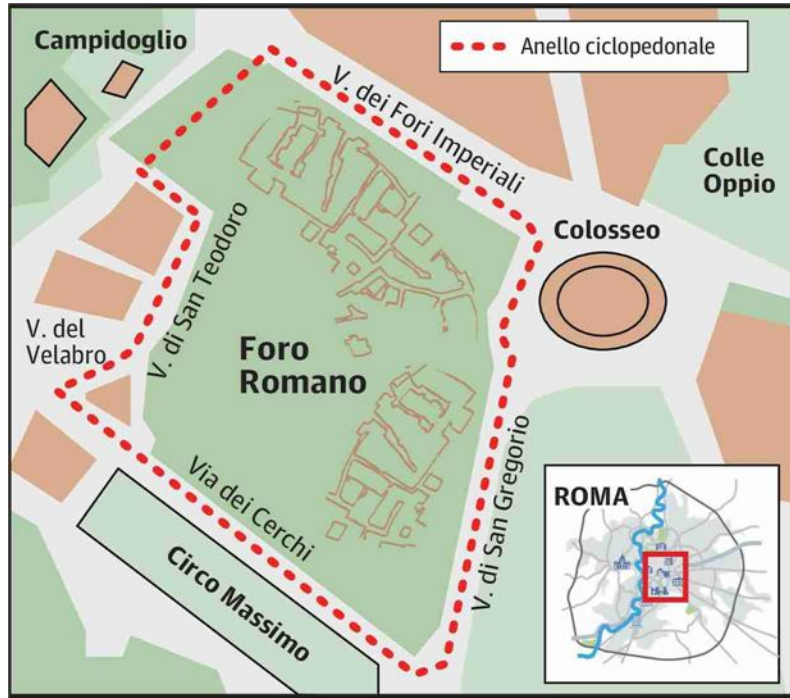 Campidoglio
Anello ciclopedonale
V. dei Fori Imperiali
Colle
Oppio
Colosseo
V. di San Teodoro
V. del
Velabro
Foro
Romano
V. di San Gregorio
Via dei Cerchi
Circo Massimo
ROMA